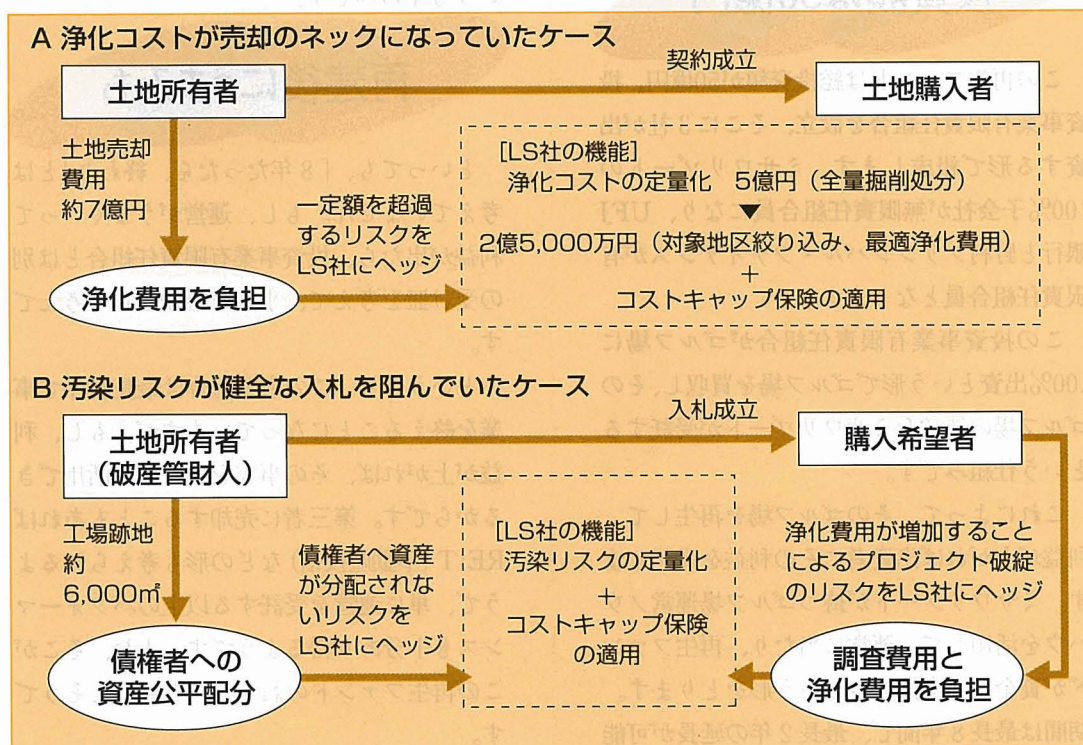 A 浄化コストが売却のネックになっていたケース
契約成立
土地所有者
土地購入者
土地売却
費用
約7億円
一定額を超過
するリスクを
LS社にヘッジ
浄化費用を負担
[LS社の機能]
浄化コストの定量化 5億円(全量掘削処分)
▼
2億5,000万円(対象地区絞り込み、最適浄化費用)
+
コストキャップ保険の適用
B 汚染リスクが健全な入札を阻んでいたケース
入札成立
土地所有者
(破産管財人)
購入希望者
工場跡地
約
6,000㎡
債権者へ資産
が分配されな
いリスクを
LS社にヘッジ
債権者への
資産公平配分
[LS社の機能]
汚染リスクの定量化
+
コストキャップ保険
の適用
浄化費用が増加すること
によるプロジェクト破綻
のリスクをLS社にヘッジ
調査費用と
浄化費用を負担